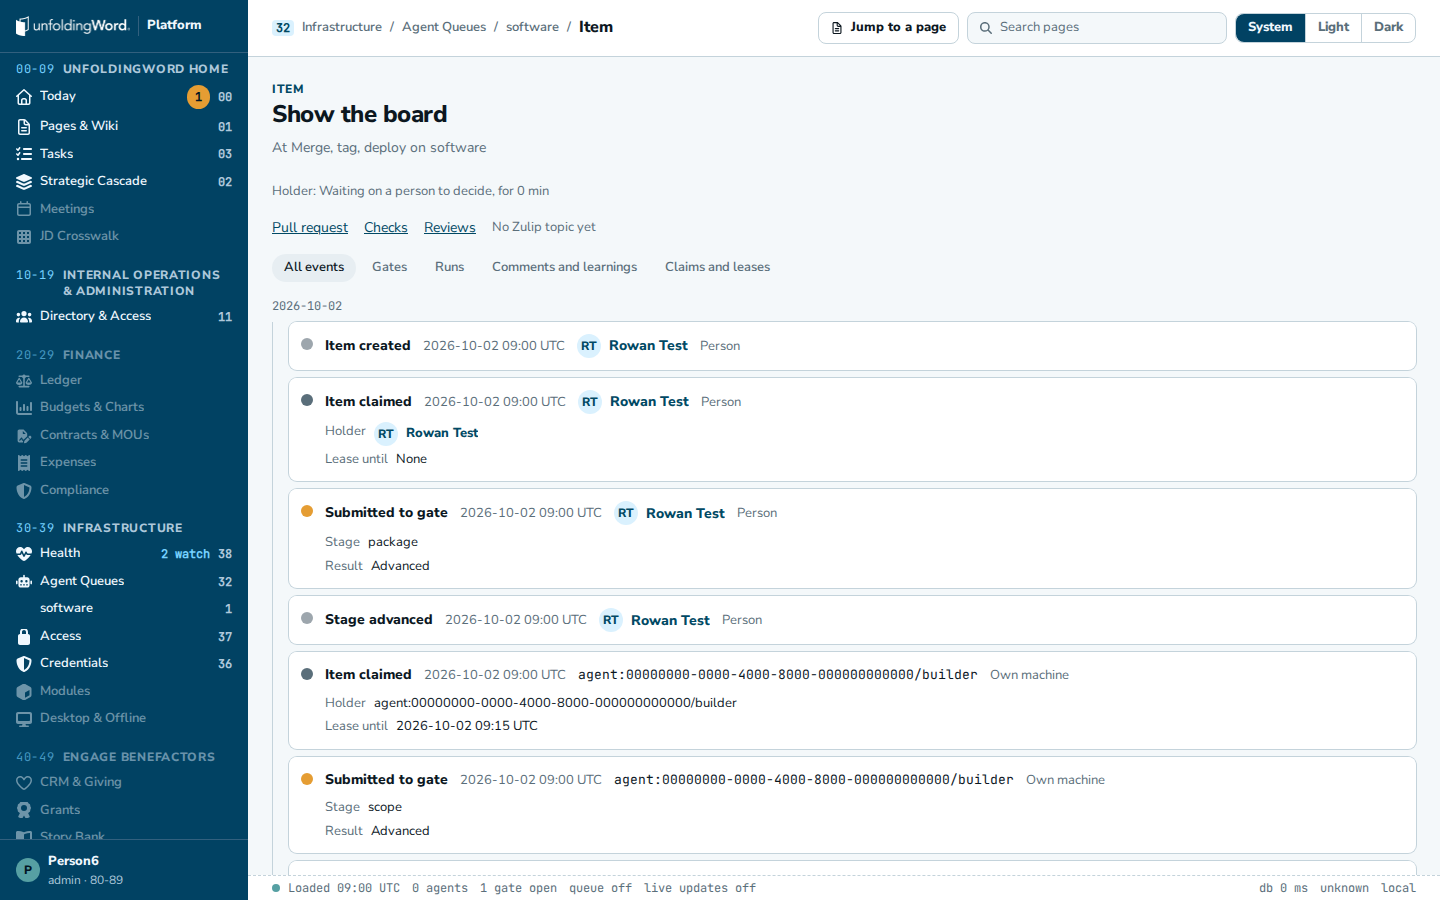 unfoldingWord Platform
00-09 UNFOLDINGWORD HOME
Today 1 00
Pages & Wiki 01
Tasks 03
Strategic Cascade 02
Meetings
JD Crosswalk
10-19 INTERNAL OPERATIONS
& ADMINISTRATION
Directory & Access 11
20-29 FINANCE
Ledger
Budgets & Charts
Contracts & MOUs
Expenses
Compliance
30-39 INFRASTRUCTURE
Health 2 watch 38
Agent Queues 32
software 1
Access 37
Credentials 36
Modules
Desktop & Offline
40-49 ENGAGE BENEFACTORS
CRM & Giving
Grants
Story Bank
P Person6
admin · 80-89
32 Infrastructure / Agent Queues / software / Item
Jump to a page
Search pages
System Light Dark
ITEM
Show the board
At Merge, tag, deploy on software
Holder: Waiting on a person to decide, for 0 min
Pull request Checks Reviews No Zulip topic yet
All events Gates Runs Comments and learnings Claims and leases
2026-10-02
Item created 2026-10-02 09:00 UTC RT Rowan Test Person
Item claimed 2026-10-02 09:00 UTC RT Rowan Test Person
Holder RT Rowan Test
Lease until None
Submitted to gate 2026-10-02 09:00 UTC RT Rowan Test Person
Stage package
Result Advanced
Stage advanced 2026-10-02 09:00 UTC RT Rowan Test Person
Item claimed 2026-10-02 09:00 UTC agent:00000000-0000-4000-8000-000000000000/builder Own machine
Holder agent:00000000-0000-4000-8000-000000000000/builder
Lease until 2026-10-02 09:15 UTC
Submitted to gate 2026-10-02 09:00 UTC agent:00000000-0000-4000-8000-000000000000/builder Own machine
Stage scope
Result Advanced
Loaded 09:00 UTC 0 agents 1 gate open queue off live updates off
db 0 ms unknown local